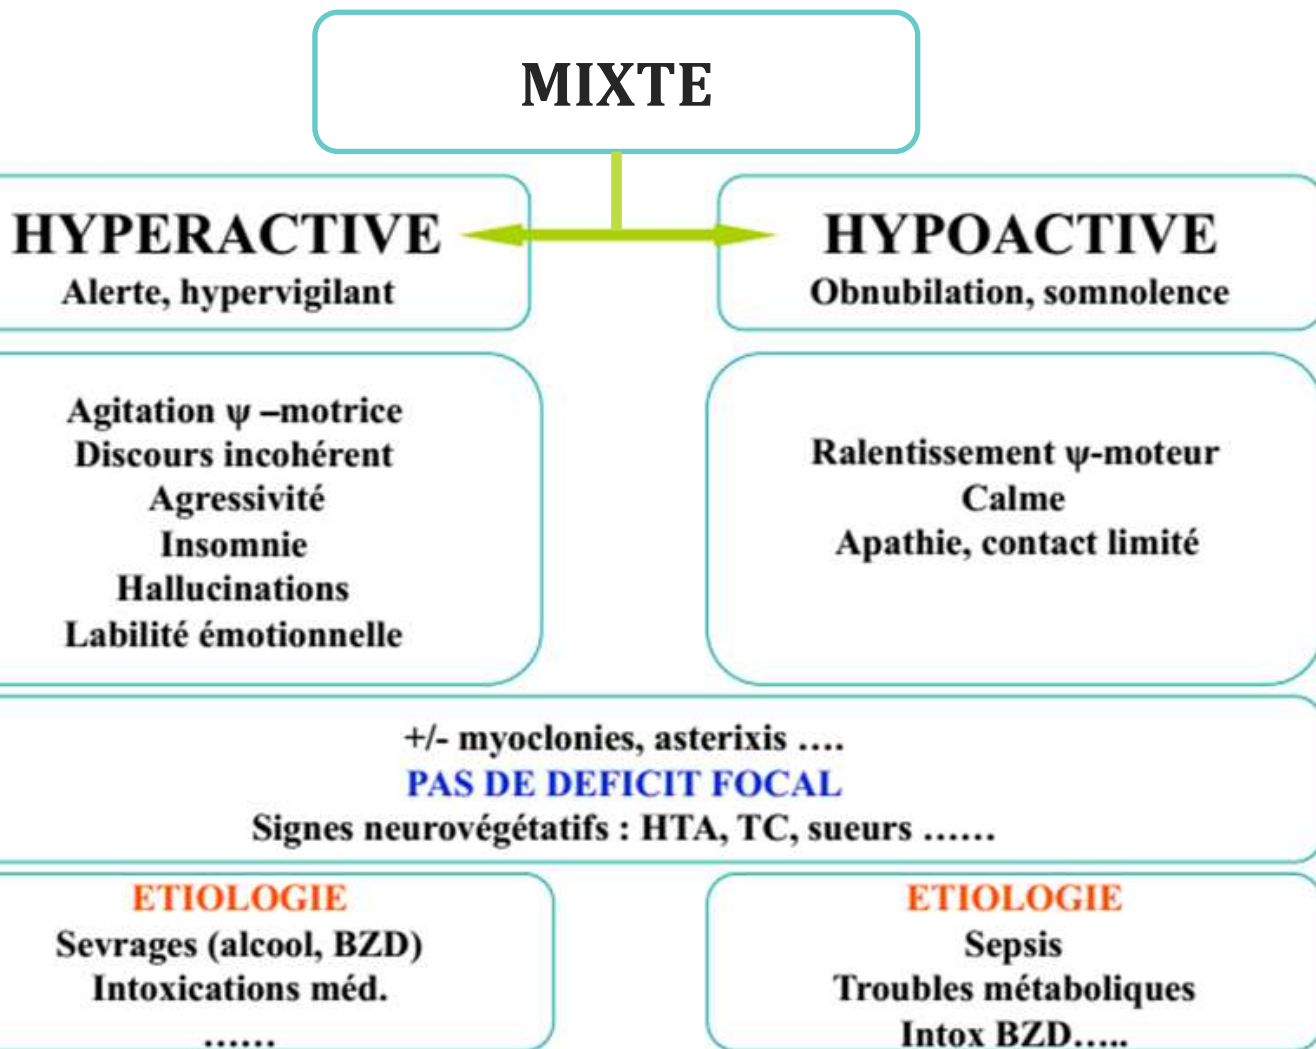 MIXTE
HYPERACTIVE
Alerte, hypervigilant
HYPOACTIVE
Obnubilation, somnolence
Agitation ψ –motrice
Discours incohérent
Agressivité
Insomnie
Hallucinations
Labilité émotionnelle
Ralentissement ψ-moteur
Calme
Apathie, contact limité
+/- myoclonies, asterixis ….
PAS DE DEFICIT FOCAL
Signes neurovégétatifs : HTA, TC, sueurs ……
ETIOLOGIE
Sevrages (alcool, BZD)
Intoxications méd.
……
ETIOLOGIE
Sepsis
Troubles métaboliques
Intox BZD…..